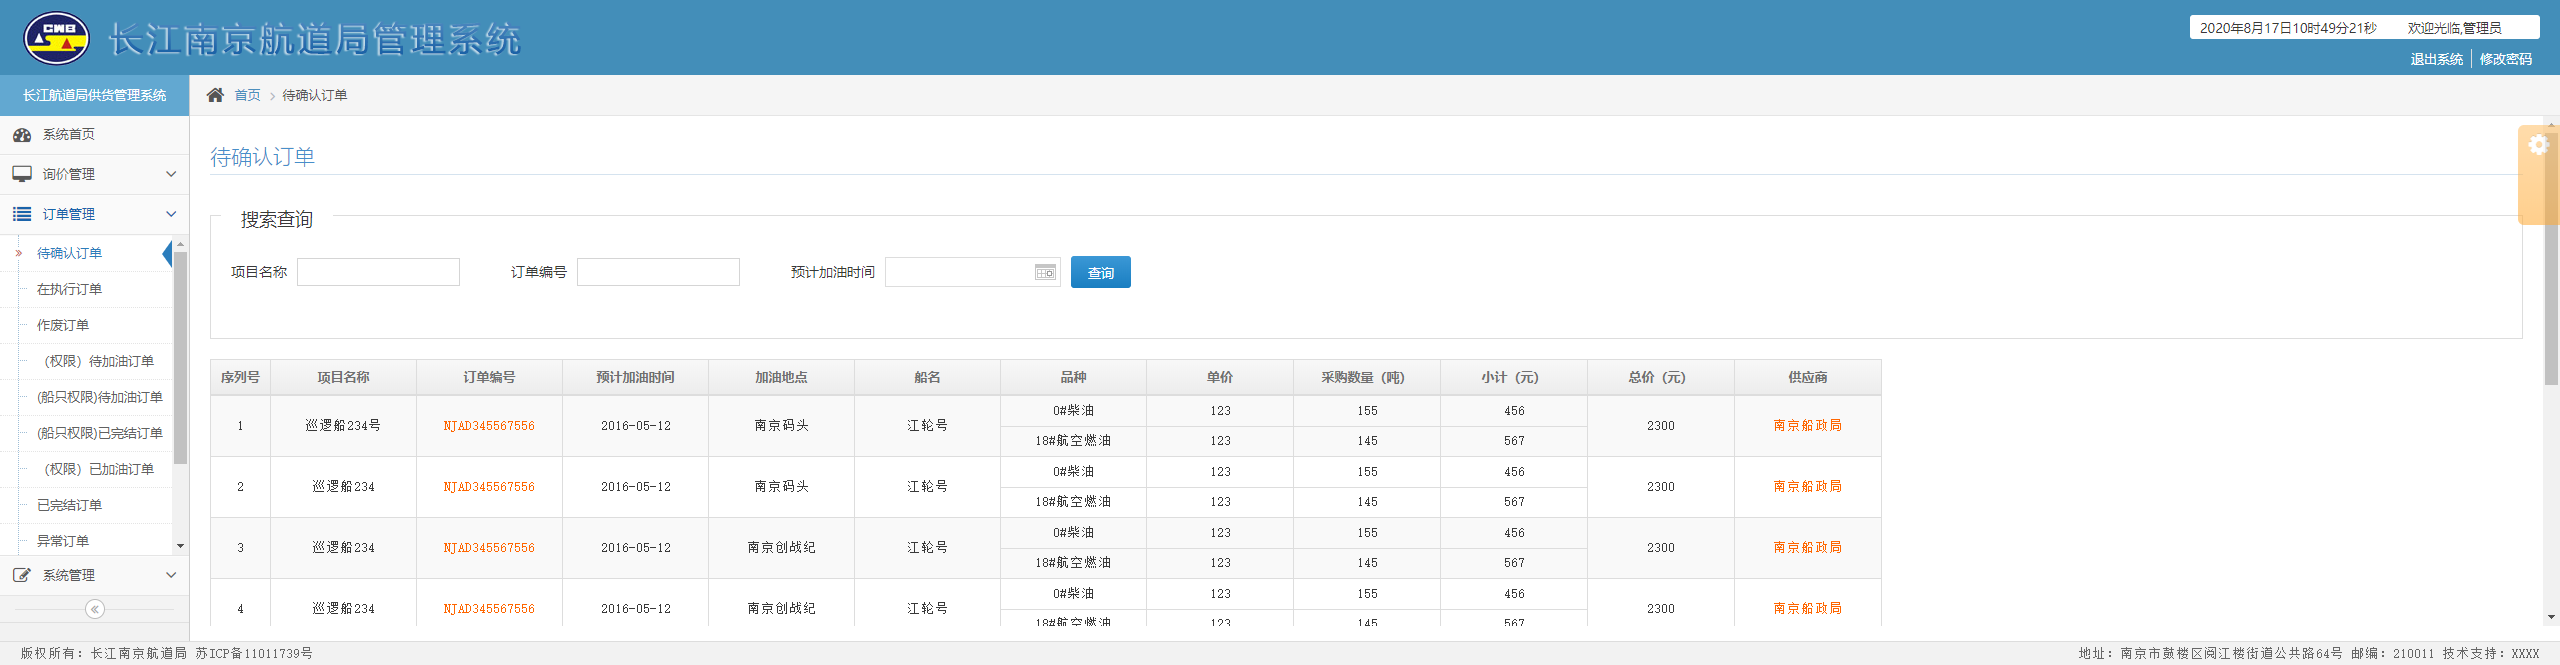 CWB 长江南京航道局管理系统
2020年8月17日10时49分21秒 欢迎光临,管理员
退出系统 修改密码
长江航道局供货管理系统
首页 > 待确认订单
系统首页
询价管理
订单管理
» 待确认订单
在执行订单
作废订单
（权限）待加油订单
(船只权限)待加油订单
(船只权限)已完结订单
（权限）已加油订单
已完结订单
异常订单
系统管理
«
待确认订单
搜索查询
项目名称 订单编号 预计加油时间 查询
序列号 项目名称 订单编号 预计加油时间 加油地点 船名 品种 单价 采购数量（吨） 小计（元） 总价（元） 供应商
1 巡逻船234号 NJAD345567556 2016-05-12 南京码头 江轮号 0#柴油 123 155 456 2300 南京船政局
18#航空燃油 123 145 567
2 巡逻船234 NJAD345567556 2016-05-12 南京码头 江轮号 0#柴油 123 155 456 2300 南京船政局
18#航空燃油 123 145 567
3 巡逻船234 NJAD345567556 2016-05-12 南京创战纪 江轮号 0#柴油 123 155 456 2300 南京船政局
18#航空燃油 123 145 567
4 巡逻船234 NJAD345567556 2016-05-12 南京创战纪 江轮号 0#柴油 123 155 456 2300 南京船政局
18#航空燃油 123 145 567
版权所有：长江南京航道局 苏ICP备11011739号
地址：南京市鼓楼区阅江楼街道公共路64号 邮编：210011 技术支持：XXXX